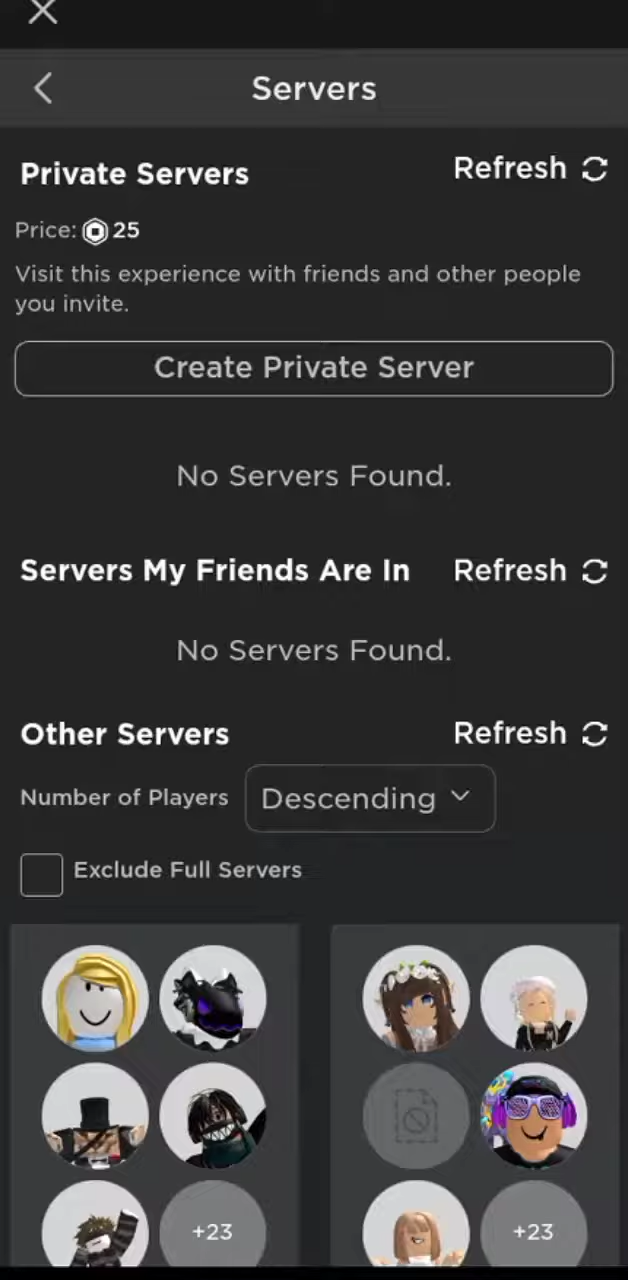 Servers
Private Servers
Refresh
Price: 25
Visit this experience with friends and other people
you invite.
Create Private Server
No Servers Found.
Servers My Friends Are In
Refresh
No Servers Found.
Other Servers
Refresh
Number of Players
Descending
Exclude Full Servers
+23
+23